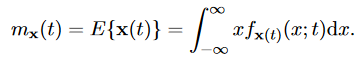 m_𝐱(t) = E{𝐱(t)} = ∫_{−∞}^{∞} x f_{𝐱(t)}(x; t)dx.